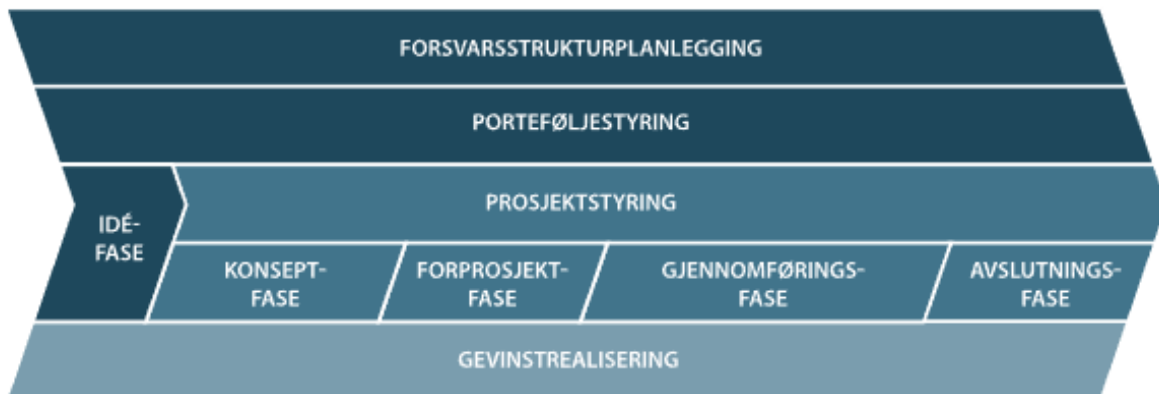 FORSVARSSTRUKTURPLANLEGGING
PORTEFØLJESTYRING
IDÉ-
FASE
PROSJEKTSTYRING
KONSEPT-
FASE
FORPROSJEKT-
FASE
GJENNOMFØRINGS-
FASE
AVSLUTNINGS-
FASE
GEVINSTREALISERING